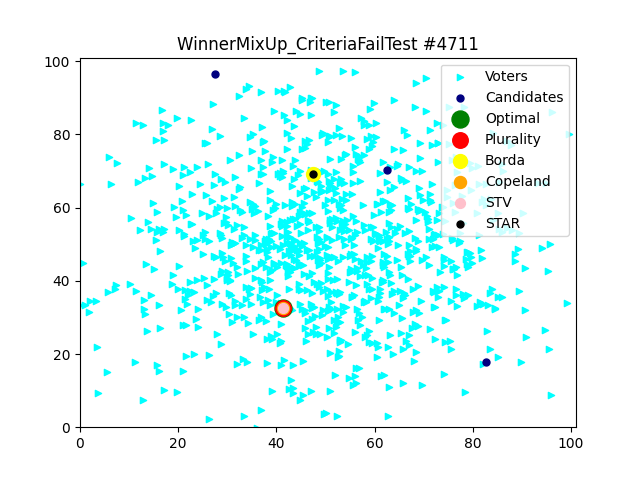 WinnerMixUp_CriteriaFailTest #4711
100
80
60
40
20
0
0
20
40
60
80
100
Voters
Candidates
Optimal
Plurality
Borda
Copeland
STV
STAR